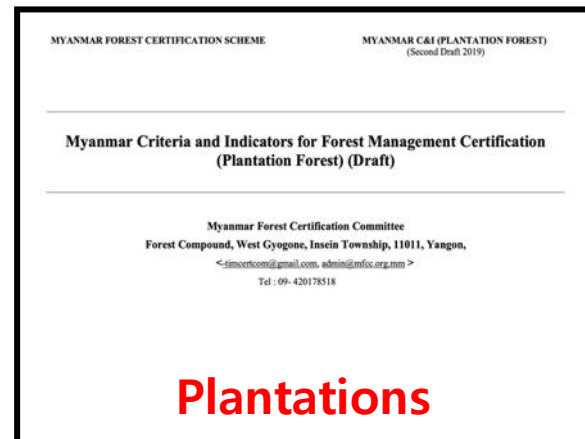 MYANMAR FOREST CERTIFICATION SCHEME
MYANMAR C&I (PLANTATION FOREST)
(Second Draft 2019)
Myanmar Criteria and Indicators for Forest Management Certification
(Plantation Forest) (Draft)
Myanmar Forest Certification Committee
Forest Compound, West Gyogone, Insein Township, 11011, Yangon,
< timcertcom@gmail.com, admin@mfcc.org.mm >
Tel : 09- 420178518
Plantations